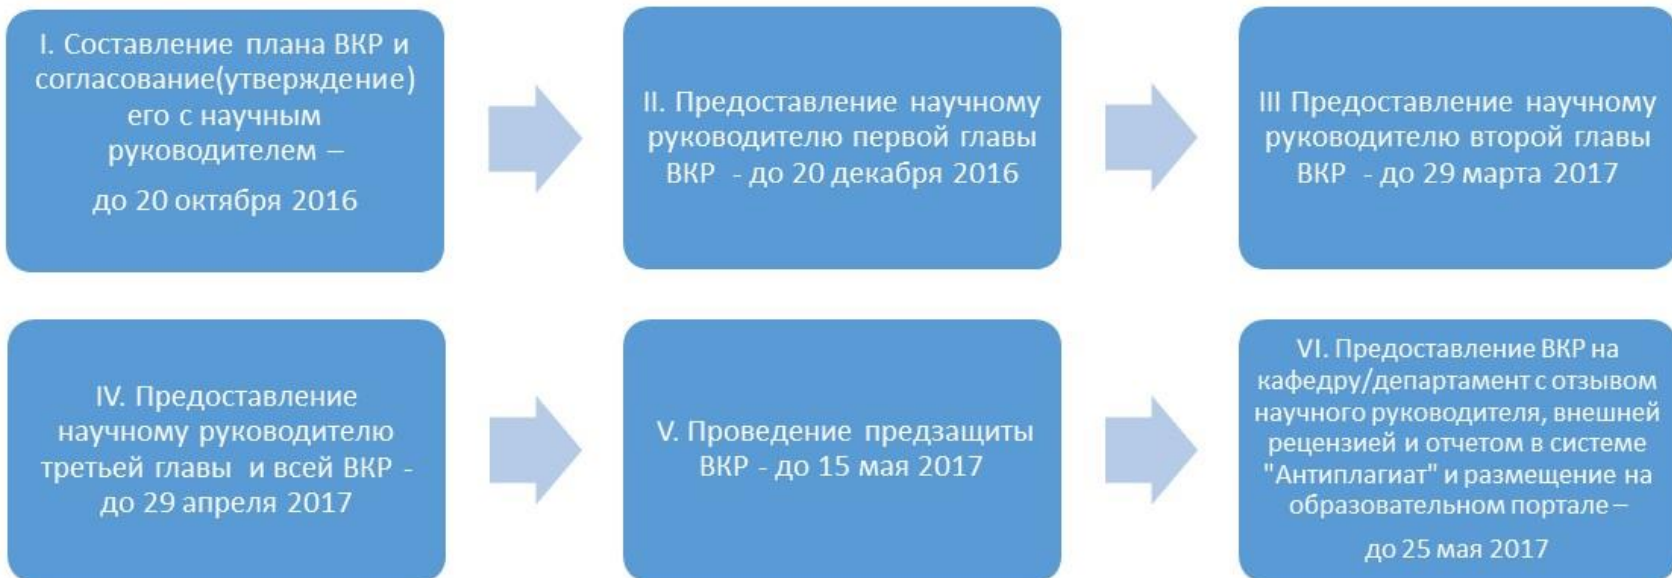 I. Составление плана ВКР и
согласование(утверждение)
его с научным
руководителем –
до 20 октября 2016
II. Предоставление научному
руководителю первой главы
ВКР - до 20 декабря 2016
III Предоставление научному
руководителю второй главы
ВКР - до 29 марта 2017
IV. Предоставление
научному руководителю
третьей главы и всей ВКР -
до 29 апреля 2017
V. Проведение предзащиты
ВКР - до 15 мая 2017
VI. Предоставление ВКР на
кафедру/департамент с отзывом
научного руководителя, внешней
рецензией и отчетом в системе
"Антиплагиат" и размещение на
образовательном портале –
до 25 мая 2017